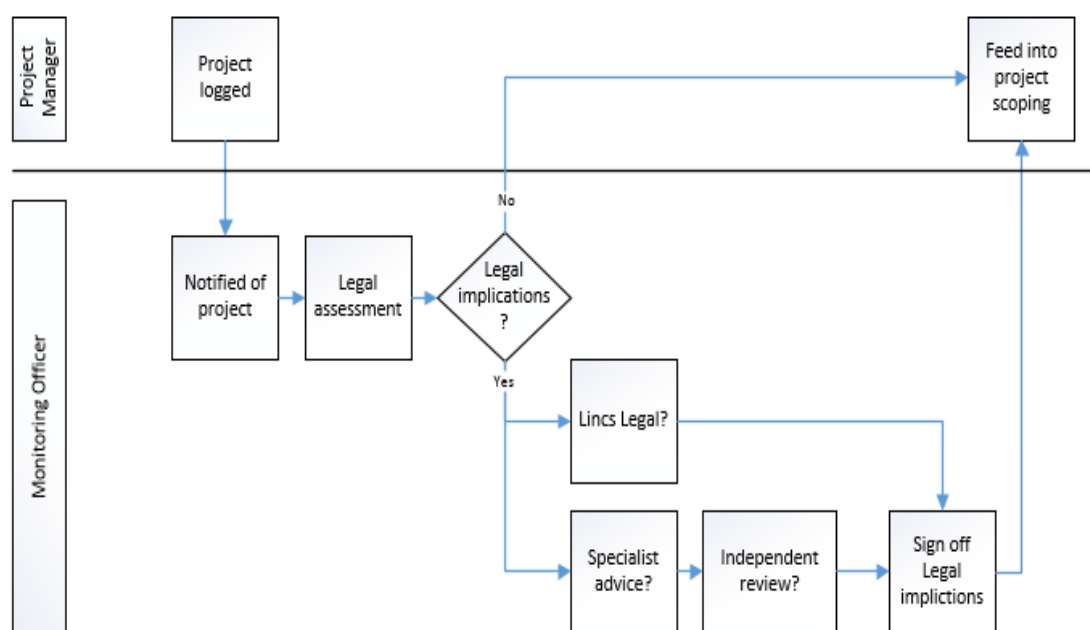 Project
Manager
Project
logged
Feed into
project
scoping
No
Monitoring Officer
Notified of
project
Legal
assessment
Legal
implications
?
Yes
Lincs Legal?
Specialist
advice?
Independent
review?
Sign off
Legal
implictions